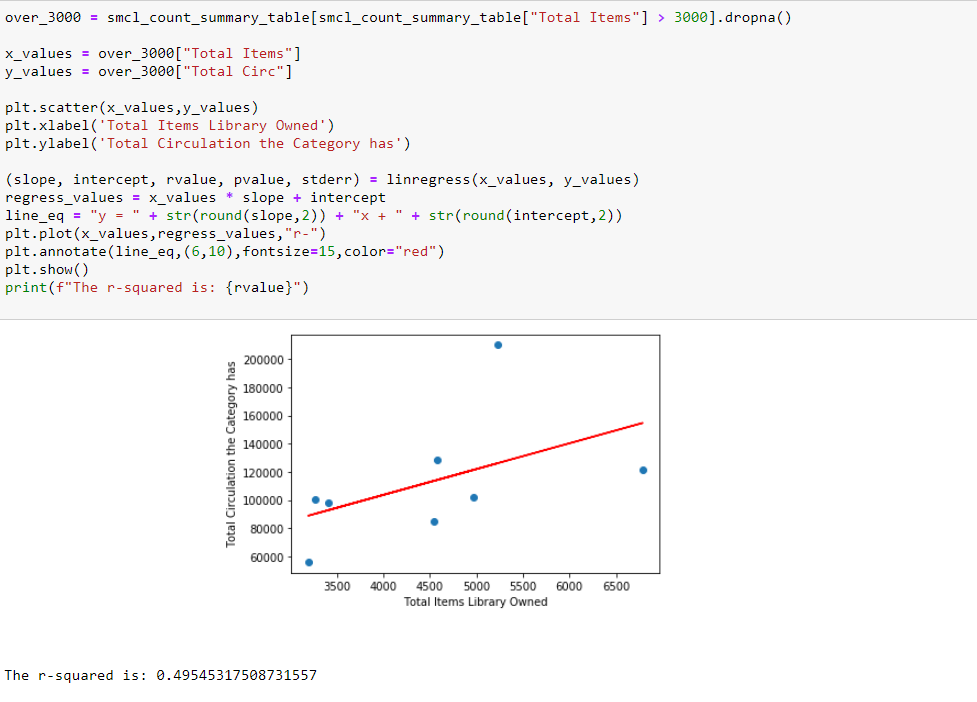 over_3000 = smcl_count_summary_table[smcl_count_summary_table["Total Items"] > 3000].dropna()
x_values = over_3000["Total Items"]
y_values = over_3000["Total Circ"]
plt.scatter(x_values,y_values)
plt.xlabel('Total Items Library Owned')
plt.ylabel('Total Circulation the Category has')
(slope, intercept, rvalue, pvalue, stderr) = linregress(x_values, y_values)
regress_values = x_values * slope + intercept
line_eq = "y = " + str(round(slope,2)) + "x + " + str(round(intercept,2))
plt.plot(x_values,regress_values,"r-")
plt.annotate(line_eq,(6,10),fontsize=15,color="red")
plt.show()
print(f"The r-squared is: {rvalue}")
Total Circulation the Category has
200000
180000
160000
140000
120000
100000
80000
60000
3500 4000 4500 5000 5500 6000 6500
Total Items Library Owned
The r-squared is: 0.49545317508731557